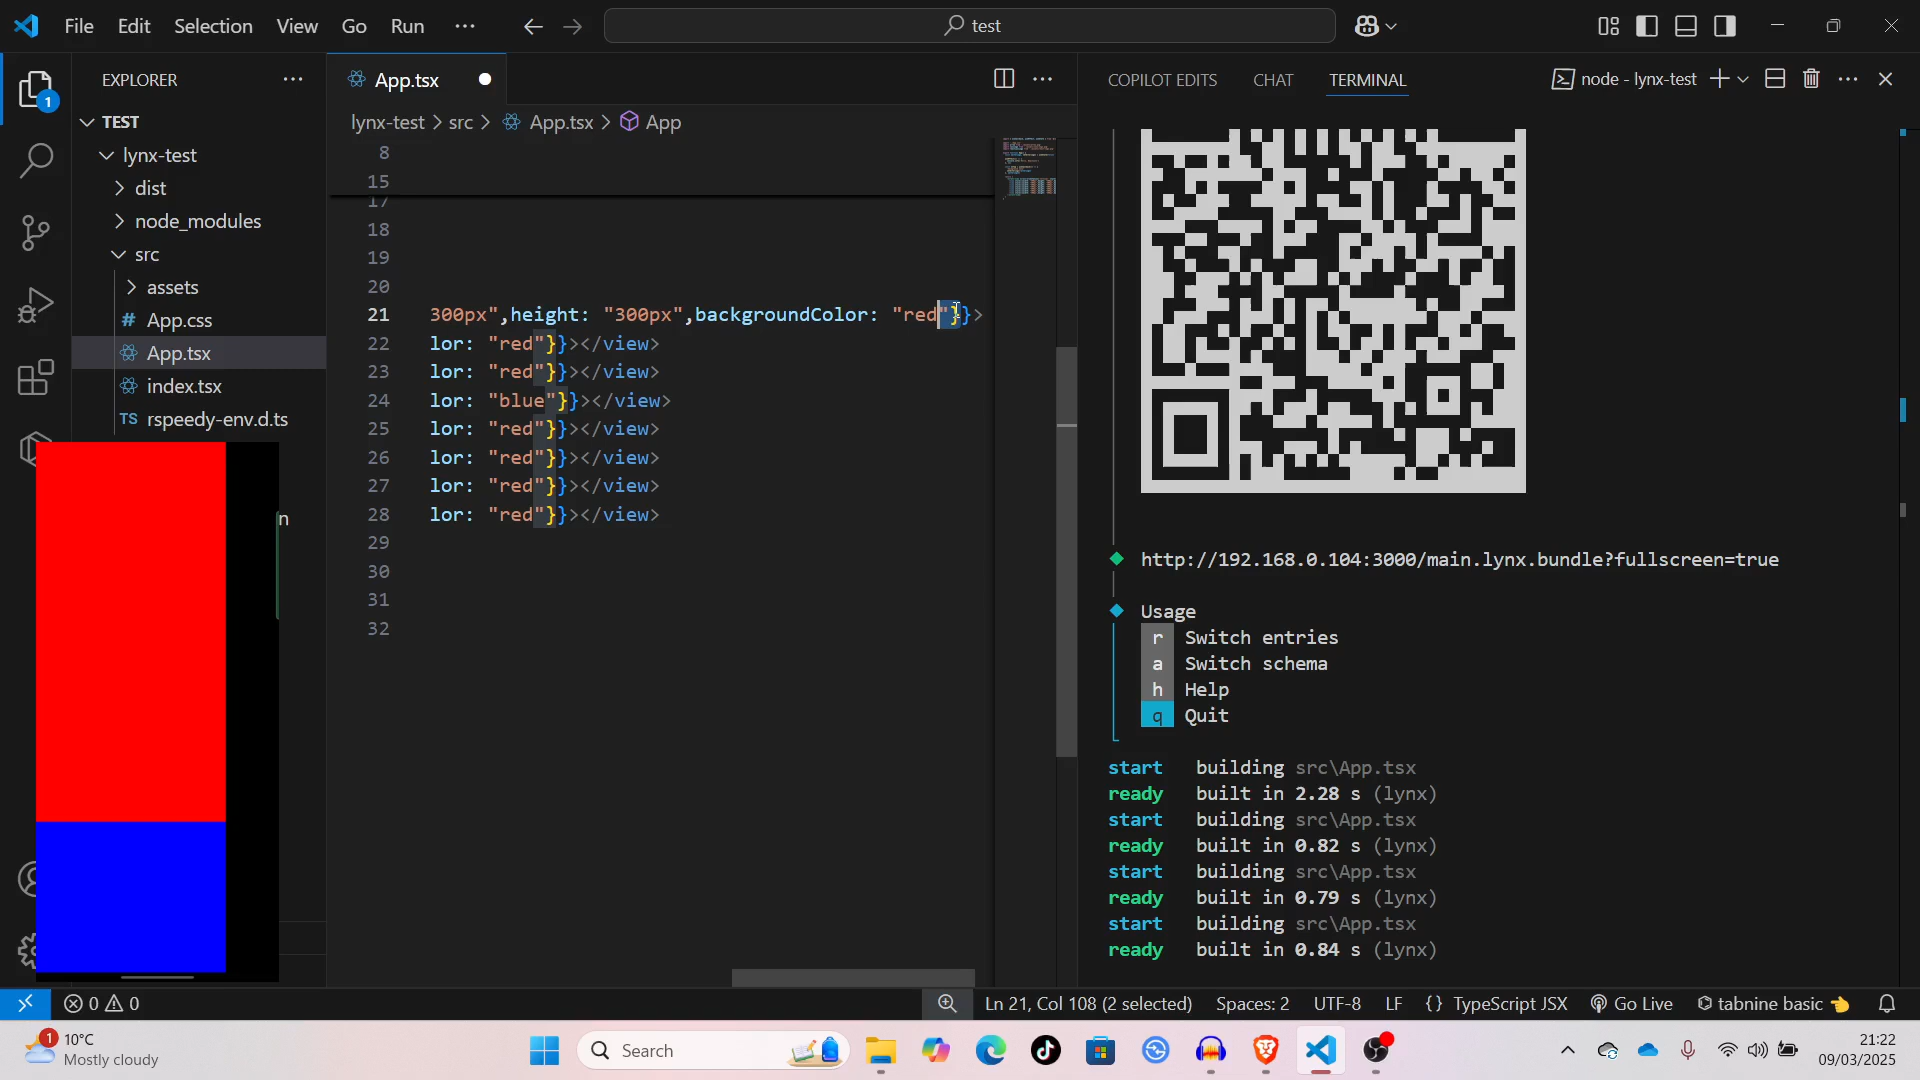 File Edit Selection View Go Run ··· test
EXPLORER ···
TEST
lynx-test
dist
node_modules
src
assets
# App.css
App.tsx
index.tsx
TS rspeedy-env.d.ts
n
App.tsx
lynx-test > src > App.tsx > App
8
15
17
18
19
20
21 300px",height: "300px",backgroundColor: "red"}}>
22 lor: "red"}}></view>
23 lor: "red"}}></view>
24 lor: "blue"}}></view>
25 lor: "red"}}></view>
26 lor: "red"}}></view>
27 lor: "red"}}></view>
28 lor: "red"}}></view>
29
30
31
32
COPILOT EDITS CHAT TERMINAL node - lynx-test
http://192.168.0.104:3000/main.lynx.bundle?fullscreen=true
Usage
r Switch entries
a Switch schema
h Help
q Quit
start building src\App.tsx
ready built in 2.28 s (lynx)
start building src\App.tsx
ready built in 0.82 s (lynx)
start building src\App.tsx
ready built in 0.79 s (lynx)
start building src\App.tsx
ready built in 0.84 s (lynx)
1
0 0 Ln 21, Col 108 (2 selected) Spaces: 2 UTF-8 LF {} TypeScript JSX Go Live tabnine basic
1
10°C
Mostly cloudy
Search
21:22
09/03/2025